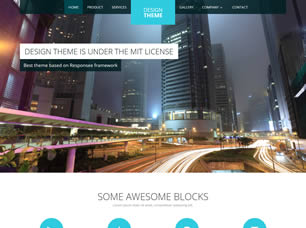 HOME PRODUCT SERVICES DESIGN THEME GALLERY COMPANY CONTACT
DESIGN THEME IS UNDER THE MIT LICENSE
Best theme based on Responsee framework
SOME AWESOME BLOCKS